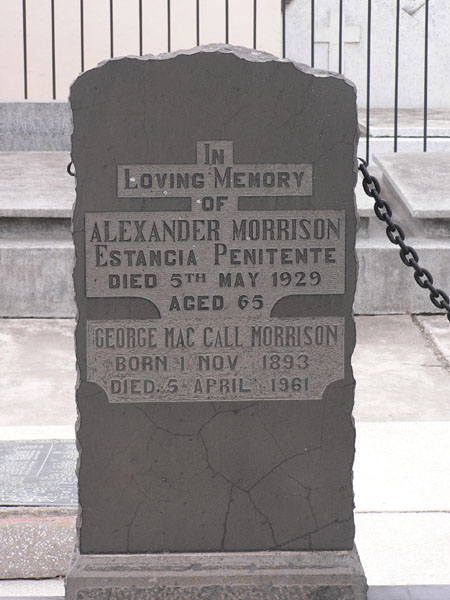 IN
LOVING MEMORY
OF
ALEXANDER MORRISON
ESTANCIA PENITENTE
DIED 5TH MAY 1929
AGED 65
GEORGE MAC CALL MORRISON
BORN 1 NOV 1893
DIED 5 APRIL 1961